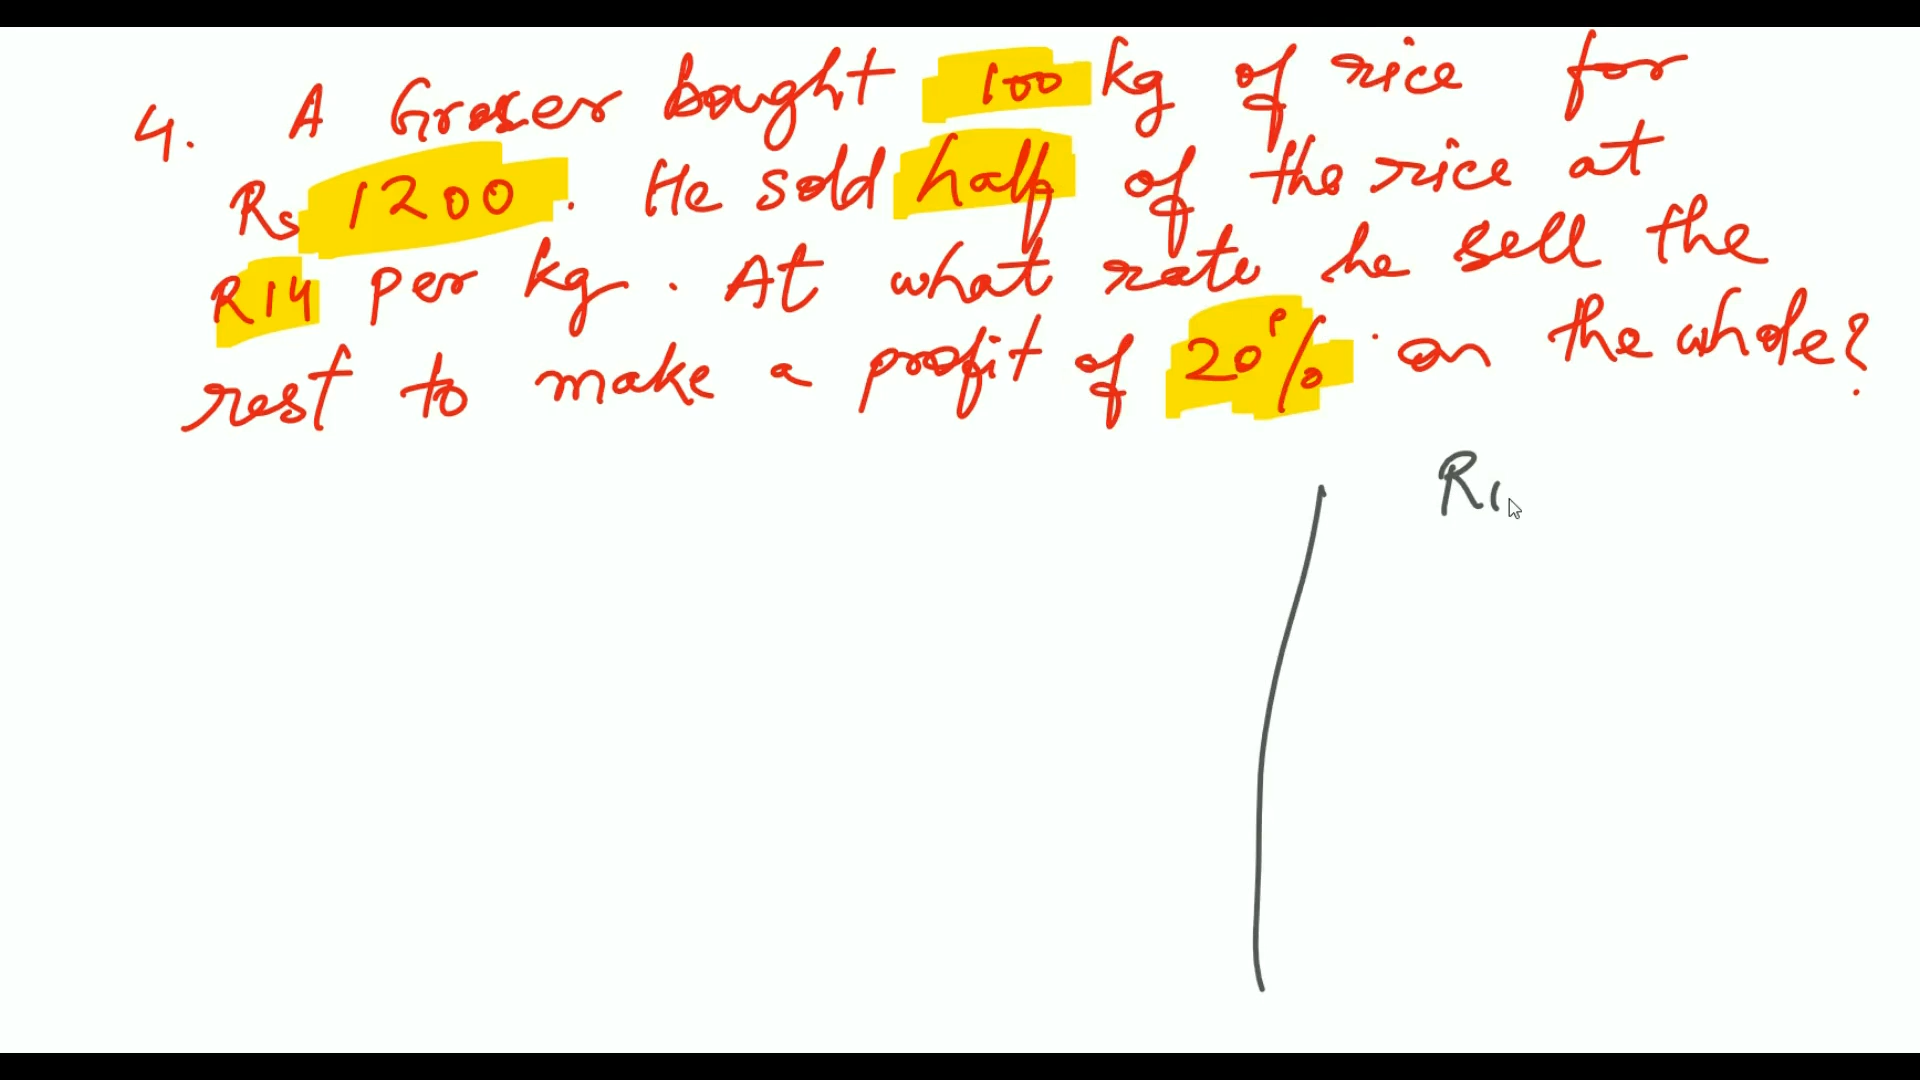 4. A Groser bought 100 kg of rice for
Rs 1200. He sold half of the rice at
R14 per kg. At what rate he sell the
rest to make a profit of 20% on the whole?
R1